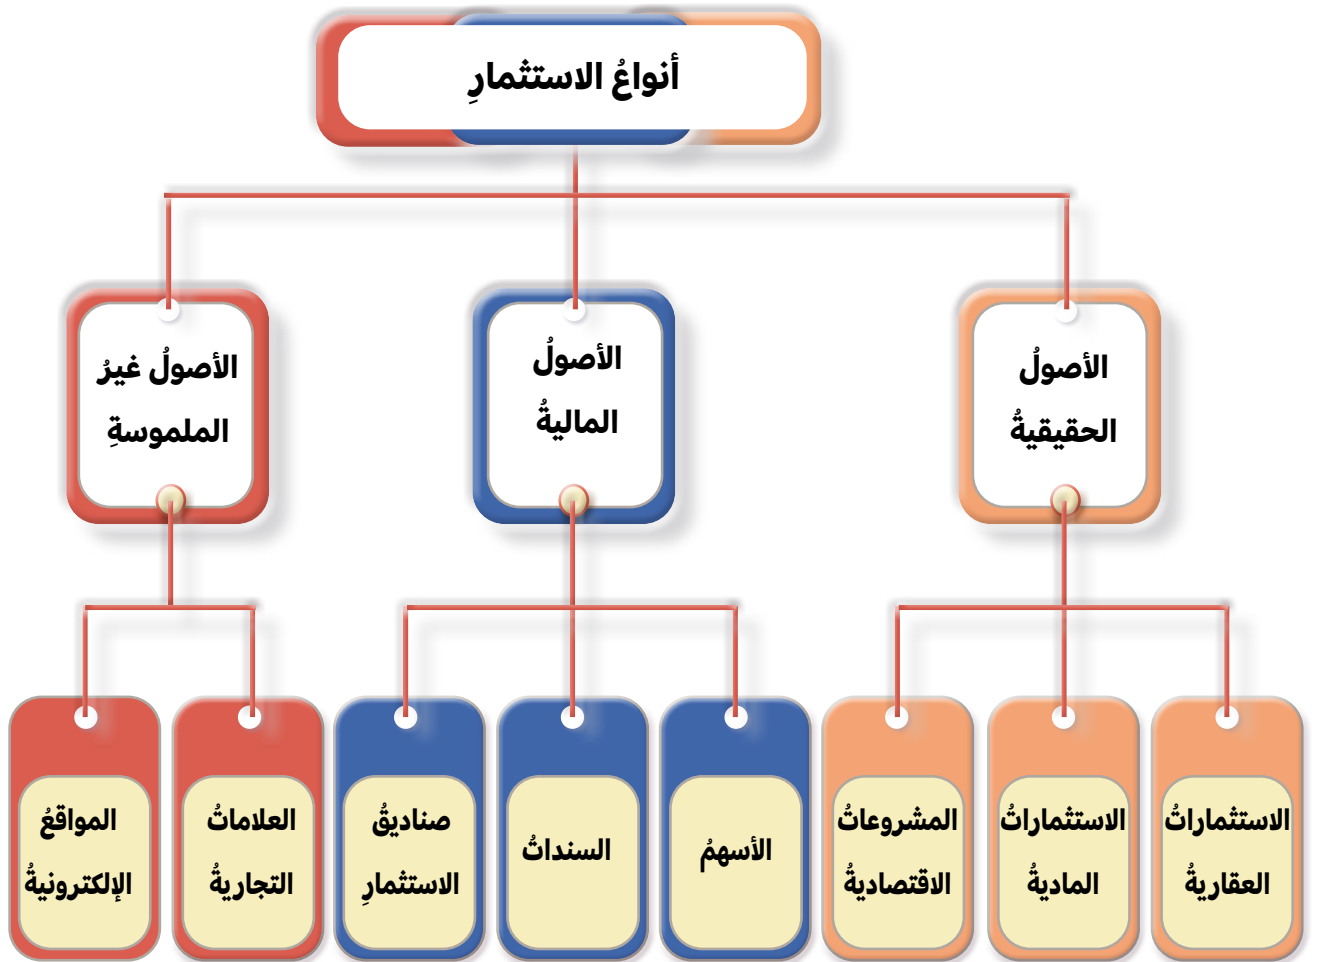 أنواعُ الاستثمارِ
الأصولُ
الحقيقيةُ
الأصولُ
الماليةُ
الأصولُ غيرُ
الملموسةِ
الاستثماراتُ
العقاريةُ
الاستثماراتُ
الماديةُ
المشروعاتُ
الاقتصاديةُ
الأسهمُ
السنداتُ
صناديقُ
الاستثمارِ
العلاماتُ
التجاريةُ
المواقعُ
الإلكترونيةُ